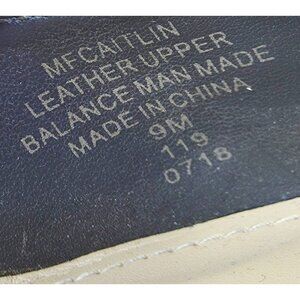 MFCAITLIN
LEATHER UPPER
BALANCE MAN MADE
MADE IN CHINA
9M
119
0718